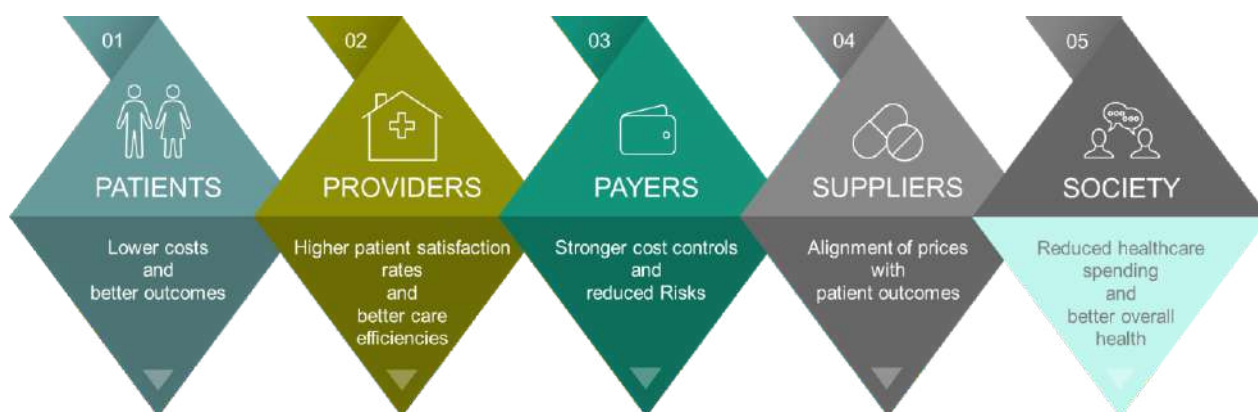 01
PATIENTS
Lower costs
and
better outcomes
02
PROVIDERS
Higher patient satisfaction
rates
and
better care
efficiencies
03
PAYERS
Stronger cost controls
and
reduced Risks
04
SUPPLIERS
Alignment of prices
with
patient outcomes
05
SOCIETY
Reduced healthcare
spending
and
better overall
health